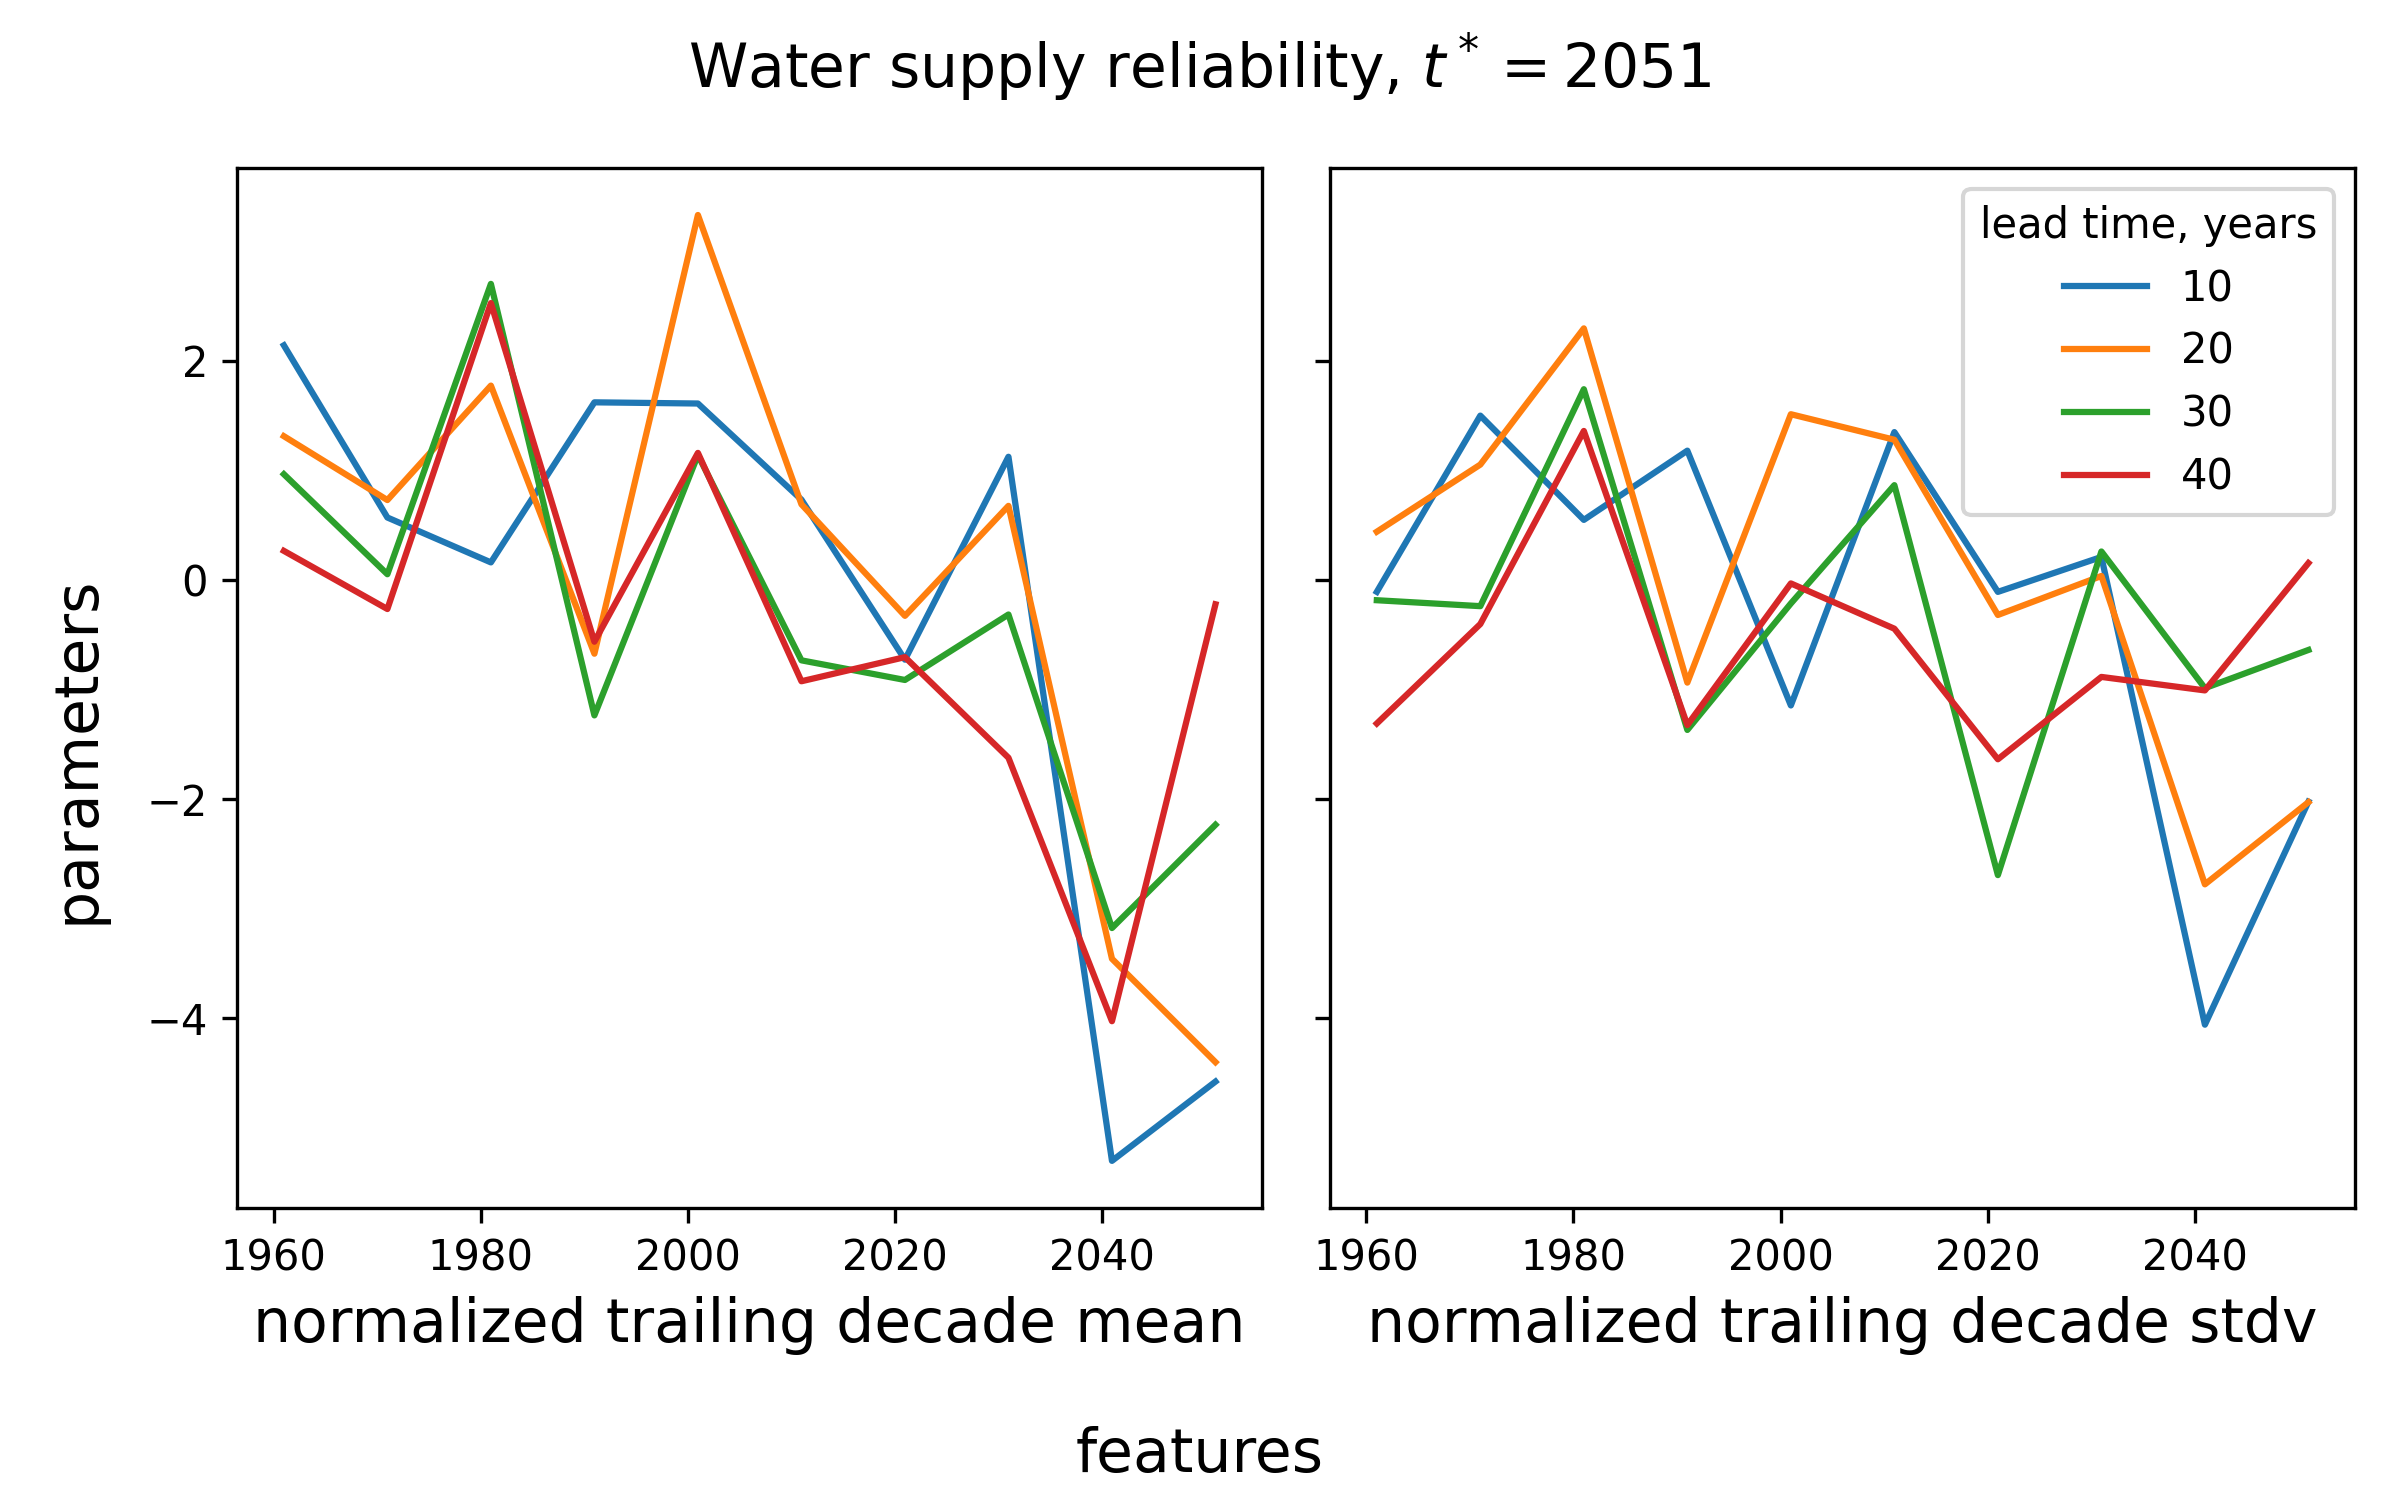 Water supply reliability, t* = 2051
lead time, years
10
20
30
40
2
0
−2
−4
parameters
1960 1980 2000 2020 2040
1960 1980 2000 2020 2040
normalized trailing decade mean
normalized trailing decade stdv
features